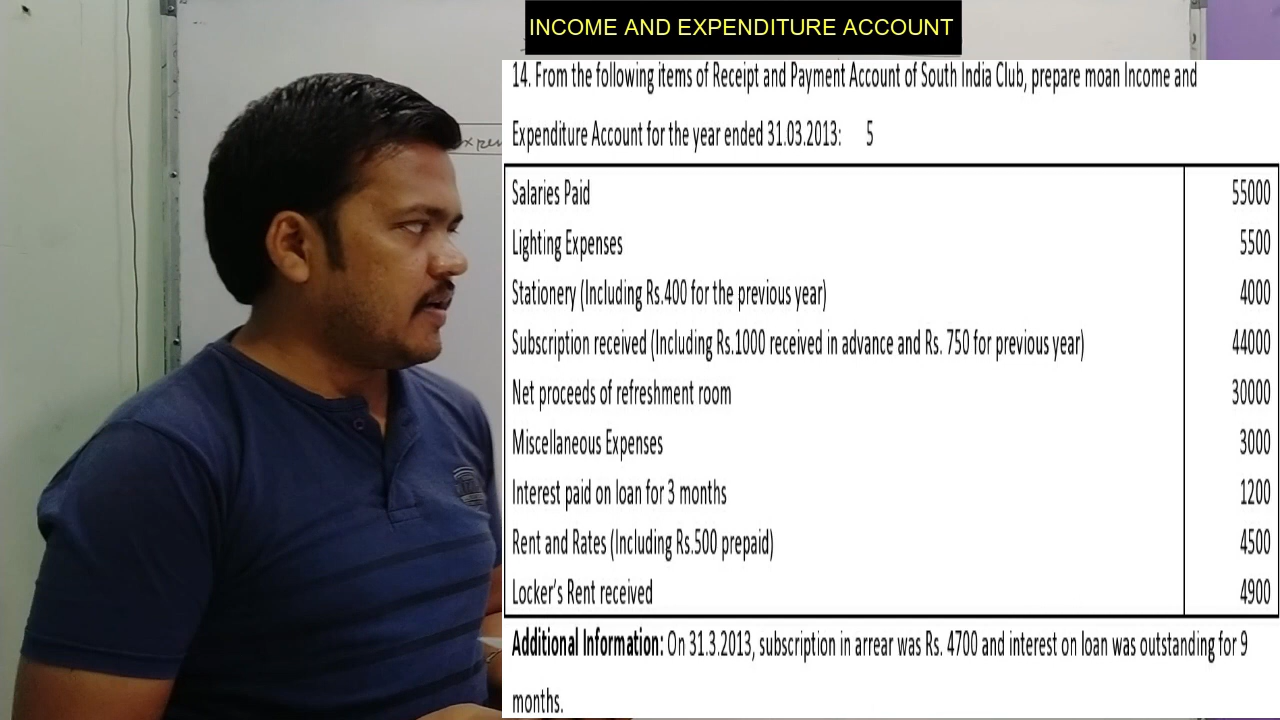 INCOME AND EXPENDITURE ACCOUNT
14. From the following items of Receipt and Payment Account of South India Club, prepare moan Income and
Expenditure Account for the year ended 31.03.2013: 5
Salaries Paid 55000
Lighting Expenses 5500
Stationery (Including Rs.400 for the previous year) 4000
Subscription received (Including Rs.1000 received in advance and Rs. 750 for previous year) 44000
Net proceeds of refreshment room 30000
Miscellaneous Expenses 3000
Interest paid on loan for 3 months 1200
Rent and Rates (Including Rs.500 prepaid) 4500
Locker’s Rent received 4900
Additional Information: On 31.3.2013, subscription in arrear was Rs. 4700 and interest on loan was outstanding for 9
months.